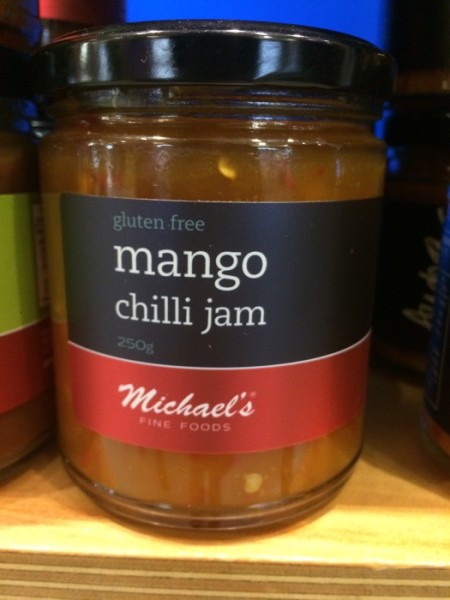 gluten free
mango
chilli jam
250g
Michael's
FINE FOODS